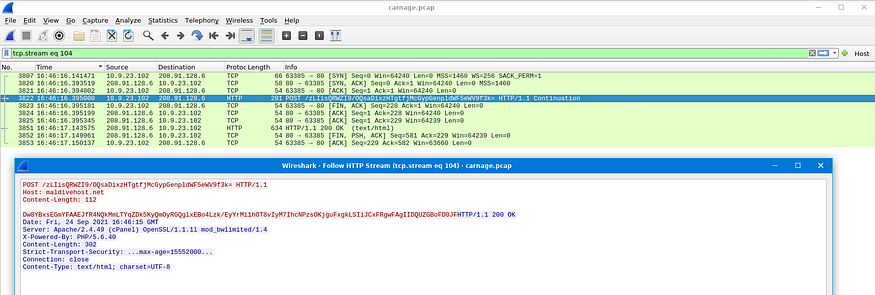 carnage.pcap
File Edit View Go Capture Analyze Statistics Telephony Wireless Tools Help
tcp.stream eq 104
Host
No. Time Source Destination Protoc Length Info
3807 16:46:16.141471 10.9.23.102 208.91.128.6 TCP 66 63385 → 80 [SYN] Seq=0 Win=64240 Len=0 MSS=1460 WS=256 SACK_PERM=1
3820 16:46:16.393519 208.91.128.6 10.9.23.102 TCP 58 80 → 63385 [SYN, ACK] Seq=0 Ack=1 Win=64240 Len=0 MSS=1460
3821 16:46:16.394002 10.9.23.102 208.91.128.6 TCP 54 63385 → 80 [ACK] Seq=1 Ack=1 Win=64240 Len=0
3822 16:46:16.395000 10.9.23.102 208.91.128.6 HTTP 281 POST /zLIisQRWZI9/OQsaDixzHTgtfjMcGypGenpldWF5eWV9f3k= HTTP/1.1 Continuation
3823 16:46:16.395181 10.9.23.102 208.91.128.6 TCP 54 63385 → 80 [FIN, ACK] Seq=228 Ack=1 Win=64240 Len=0
3824 16:46:16.395199 208.91.128.6 10.9.23.102 TCP 54 80 → 63385 [ACK] Seq=1 Ack=228 Win=64240 Len=0
3825 16:46:16.395345 208.91.128.6 10.9.23.102 TCP 54 80 → 63385 [ACK] Seq=1 Ack=229 Win=64239 Len=0
3851 16:46:17.143575 208.91.128.6 10.9.23.102 HTTP 634 HTTP/1.1 200 OK (text/html)
3852 16:46:17.149961 208.91.128.6 10.9.23.102 TCP 54 80 → 63385 [FIN, PSH, ACK] Seq=581 Ack=229 Win=64239 Len=0
3853 16:46:17.150137 10.9.23.102 208.91.128.6 TCP 54 63385 → 80 [ACK] Seq=229 Ack=582 Win=63660 Len=0
Wireshark · Follow HTTP Stream (tcp.stream eq 104) · carnage.pcap
POST /zLIisQRWZI9/OQsaDixzHTgtfjMcGypGenpldWF5eWV9f3k= HTTP/1.1
Host: maldivehost.net
Content-Length: 112
HTTP/1.1 200 OK
Date: Fri, 24 Sep 2021 16:46:15 GMT
Server: Apache/2.4.49 (cPanel) OpenSSL/1.1.1l mod_bwlimited/1.4
X-Powered-By: PHP/5.6.40
Content-Length: 302
Strict-Transport-Security: ...max-age=15552000...
Connection: close
Content-Type: text/html; charset=UTF-8